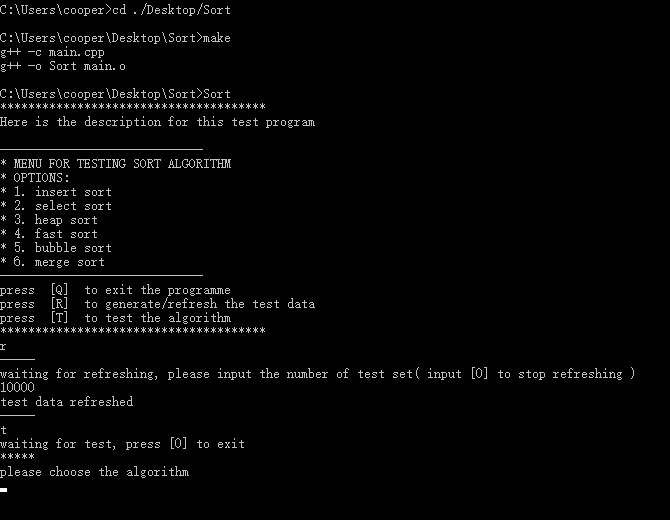 C:\Users\cooper>cd ./Desktop/Sort
C:\Users\cooper\Desktop\Sort>make
g++ -c main.cpp
g++ -o Sort main.o
C:\Users\cooper\Desktop\Sort>Sort
**************************************
Here is the description for this test program
_____________________________
* MENU FOR TESTING SORT ALGORITHM
* OPTIONS:
* 1. insert sort
* 2. select sort
* 3. heap sort
* 4. fast sort
* 5. bubble sort
* 6. merge sort
_____________________________
press  [Q]  to exit the programme
press  [R]  to generate/refresh the test data
press  [T]  to test the algorithm
**************************************
r
_____
waiting for refreshing, please input the number of test set( input [0] to stop refreshing )
10000
test data refreshed
_____
t
waiting for test, press [0] to exit
*****
please choose the algorithm